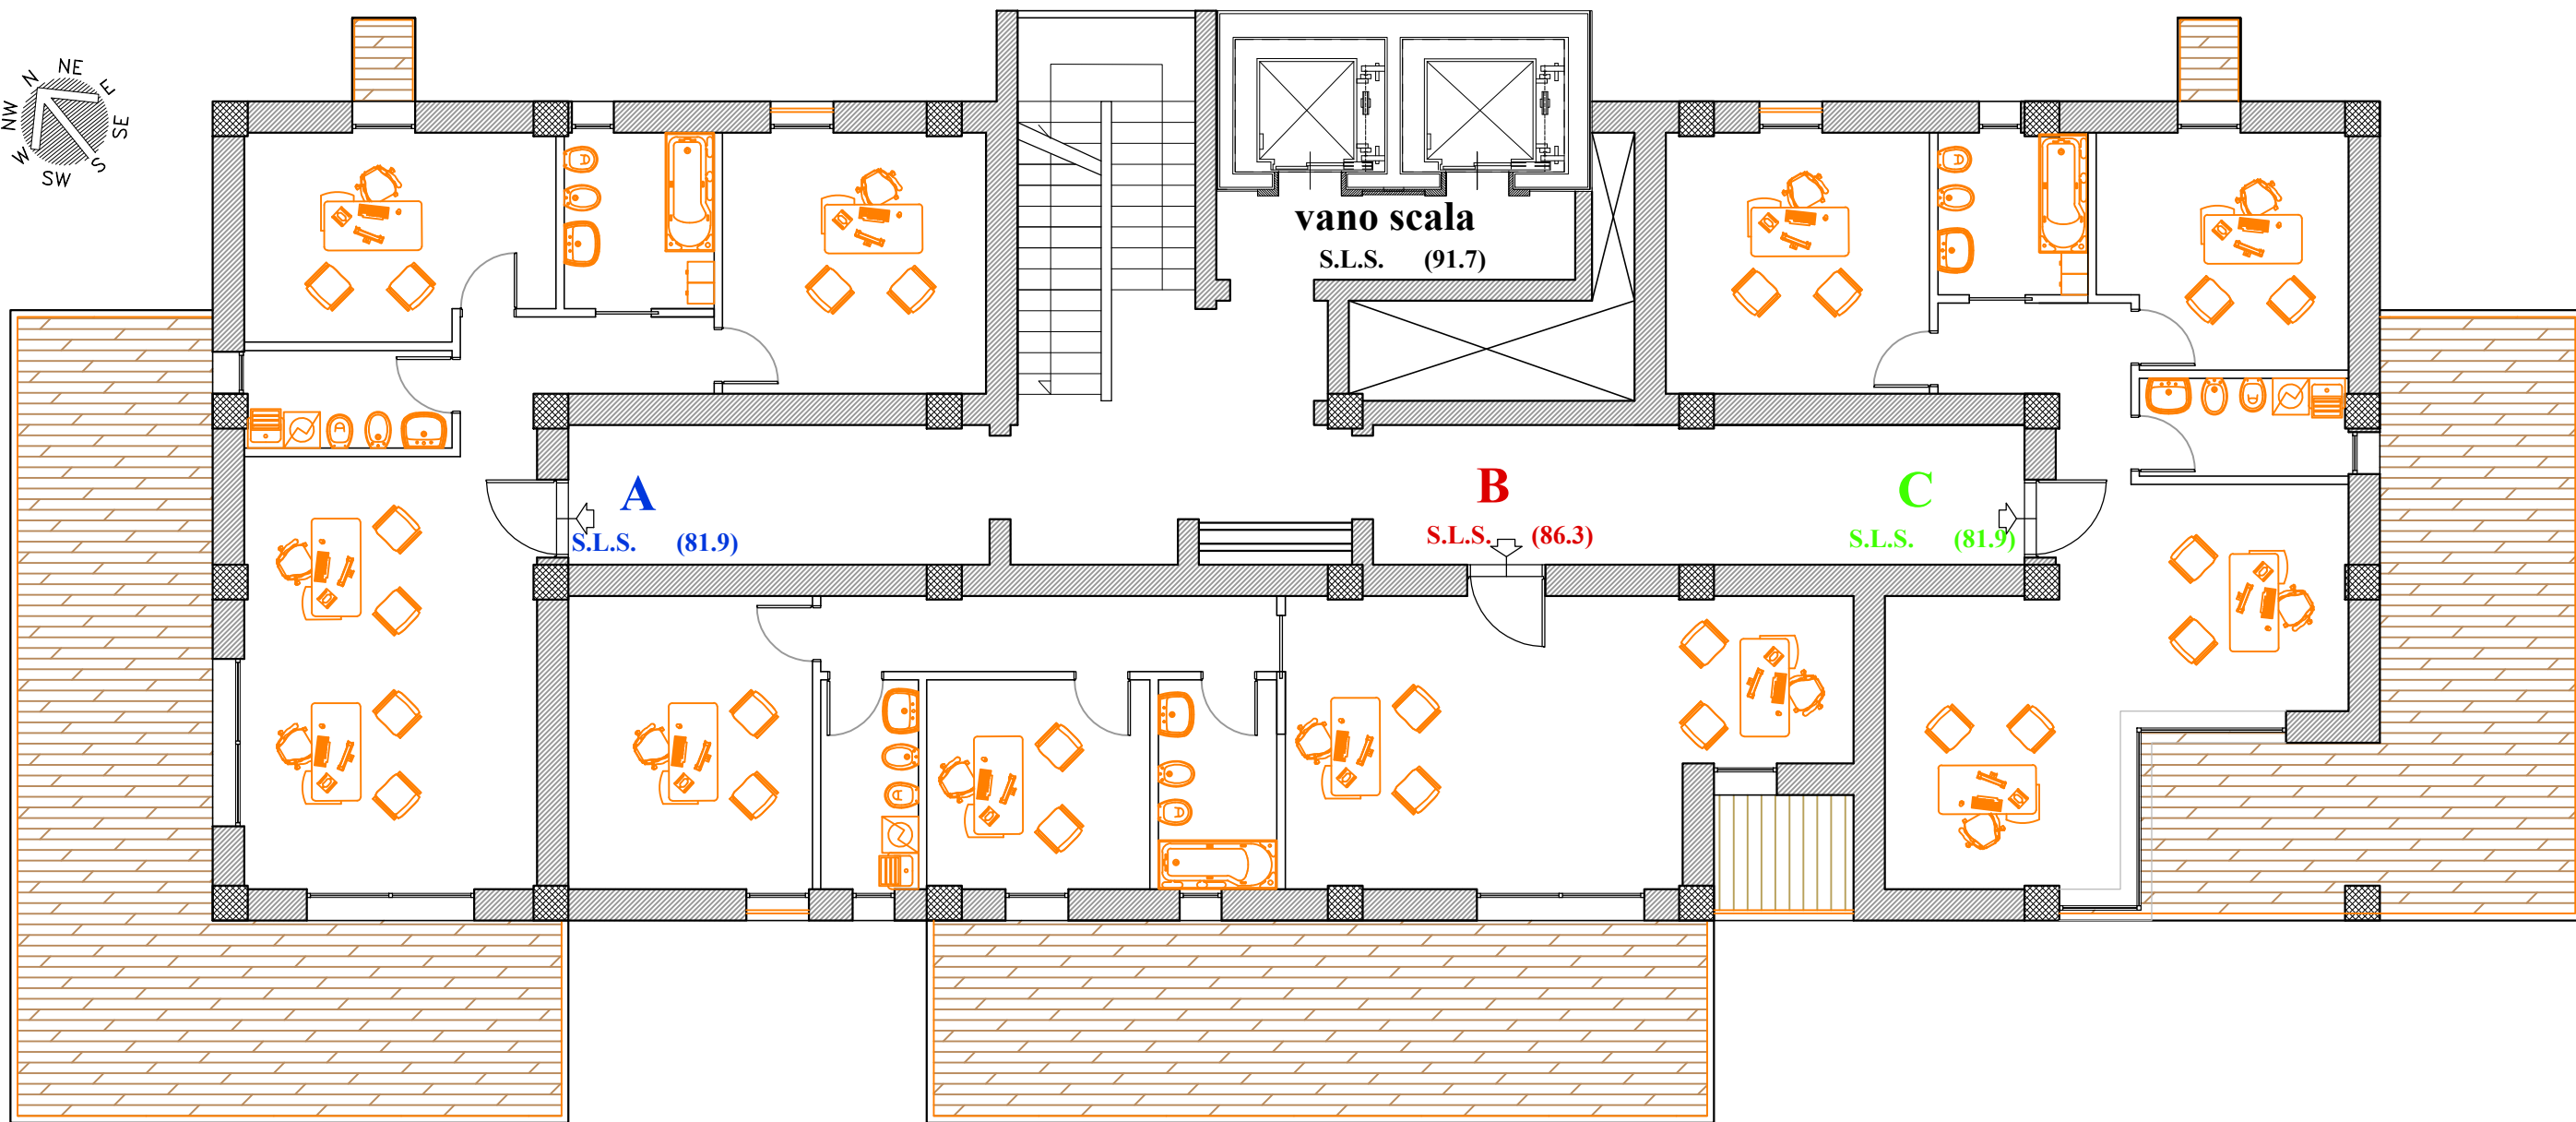 N
NE
E
NW
SE
W
S
SW
vano scala
S.L.S. (91.7)
A
S.L.S. (81.9)
B
S.L.S. (86.3)
C
S.L.S. (81.9)